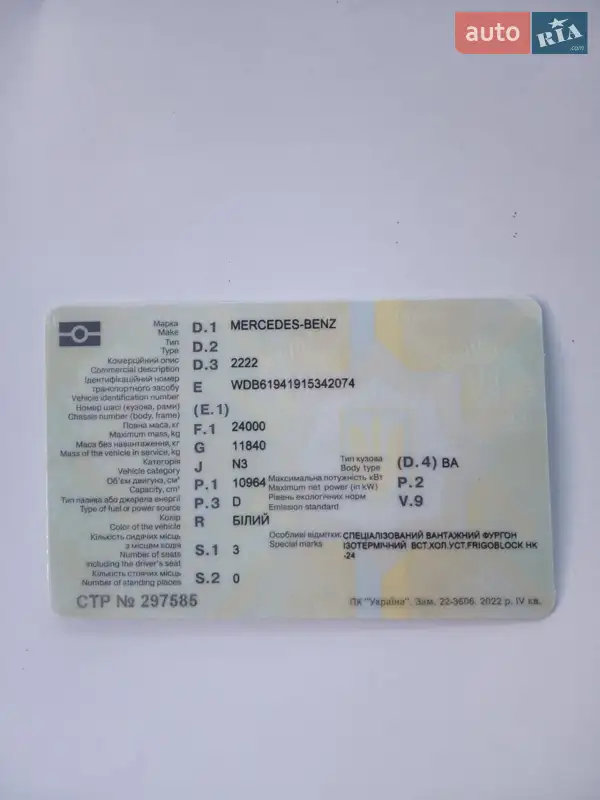 auto RIA .com
Марка
Make
D.1 MERCEDES-BENZ
Тип
Type
D.2
Комерційний опис
Commercial description
D.3 2222
Ідентифікаційний номер
транспортного засобу
Vehicle identification number
E WDB61941915342074
Номер шасі (кузова, рами)
Chassis number (body, frame)
(E.1)
Повна маса, кг
Maximum mass, kg
F.1 24000
Маса без навантаження, кг
Mass of the vehicle in service, kg
G 11840
Категорія
Vehicle category
J N3
Тип кузова
Body type
(D.4) BA
Об'єм двигуна, см³
Capacity, cm³
P.1 10964
Максимальна потужність кВт
Maximum net power (in kW)
P.2
Тип палива або джерела енергії
Type of fuel or power source
P.3 D
Рівень екологічних норм
Emission standard
V.9
Колір
Color of the vehicle
R БІЛИЙ
Кількість сидячих місць
з місцем водія
Number of seats
including the driver's seat
S.1 3
Особливі відмітки
Special marks
СПЕЦІАЛІЗОВАНИЙ ВАНТАЖНИЙ ФУРГОН
ІЗОТЕРМІЧНИЙ ВСТ.ХОЛ.УСТ.FRIGOBLOCK HK
-24
Кількість стоячих місць
Number of standing places
S.2 0
СТР № 297585
ПК "Україна". Зам. 22-3606. 2022 р. IV кв.